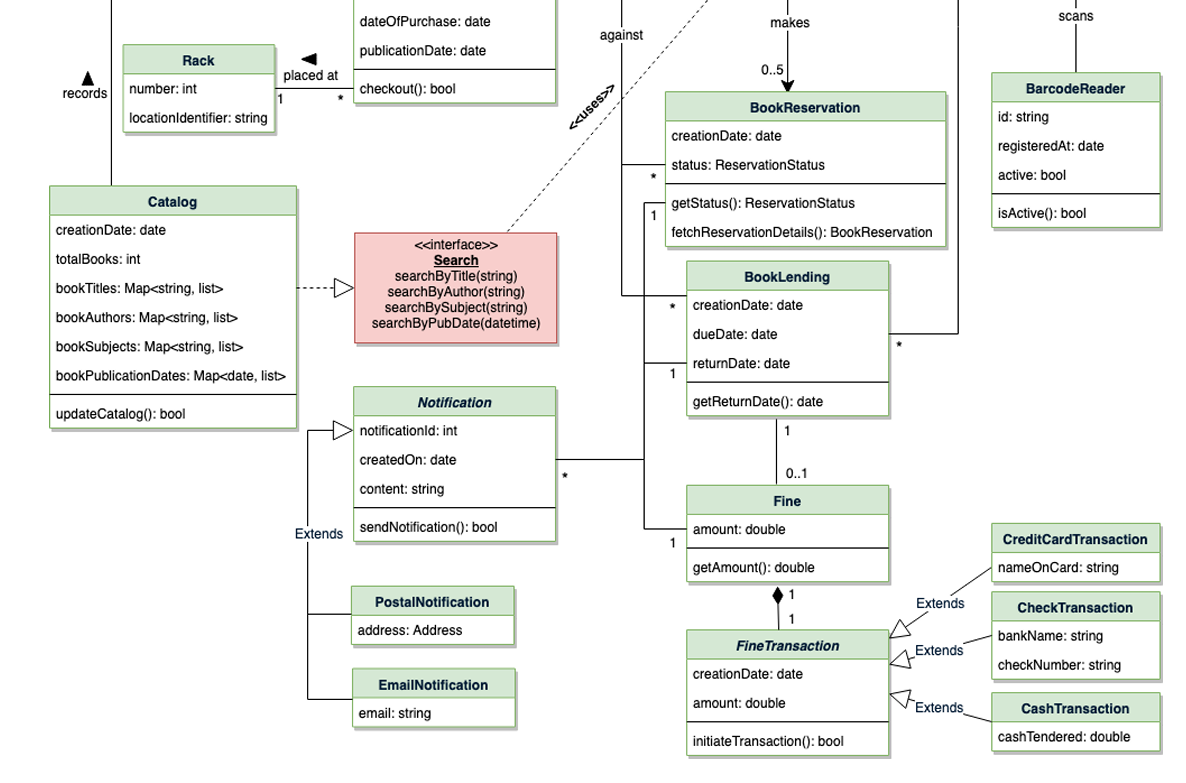 dateOfPurchase: date
publicationDate: date
checkout(): bool
Rack
number: int
locationIdentifier: string
placed at
1
*
records
against
<<uses>>
makes
0..5
scans
BookReservation
creationDate: date
status: ReservationStatus
getStatus(): ReservationStatus
fetchReservationDetails(): BookReservation
*
1
BarcodeReader
id: string
registeredAt: date
active: bool
isActive(): bool
Catalog
creationDate: date
totalBooks: int
bookTitles: Map<string, list>
bookAuthors: Map<string, list>
bookSubjects: Map<string, list>
bookPublicationDates: Map<date, list>
updateCatalog(): bool
<<interface>>
Search
searchByTitle(string)
searchByAuthor(string)
searchBySubject(string)
searchByPubDate(datetime)
BookLending
creationDate: date
dueDate: date
returnDate: date
getReturnDate(): date
*
*
1
1
0..1
Notification
notificationId: int
createdOn: date
content: string
sendNotification(): bool
*
Extends
PostalNotification
address: Address
EmailNotification
email: string
Fine
amount: double
getAmount(): double
1
1
1
FineTransaction
creationDate: date
amount: double
initiateTransaction(): bool
Extends
Extends
Extends
CreditCardTransaction
nameOnCard: string
CheckTransaction
bankName: string
checkNumber: string
CashTransaction
cashTendered: double